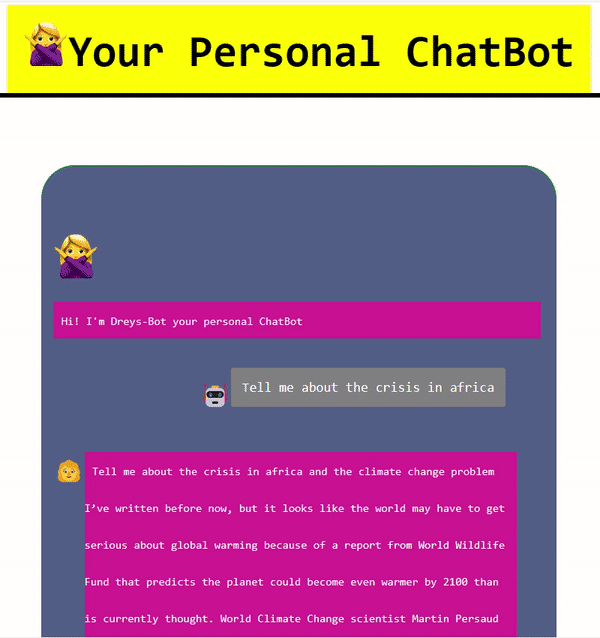 Your Personal ChatBot
Hi! I'm Dreys-Bot your personal ChatBot
Tell me about the crisis in africa
Tell me about the crisis in africa and the climate change problem
I’ve written before now, but it looks like the world may have to get
serious about global warming because of a report from World Wildlife
Fund that predicts the planet could become even warmer by 2100 than
is currently thought. World Climate Change scientist Martin Persaud